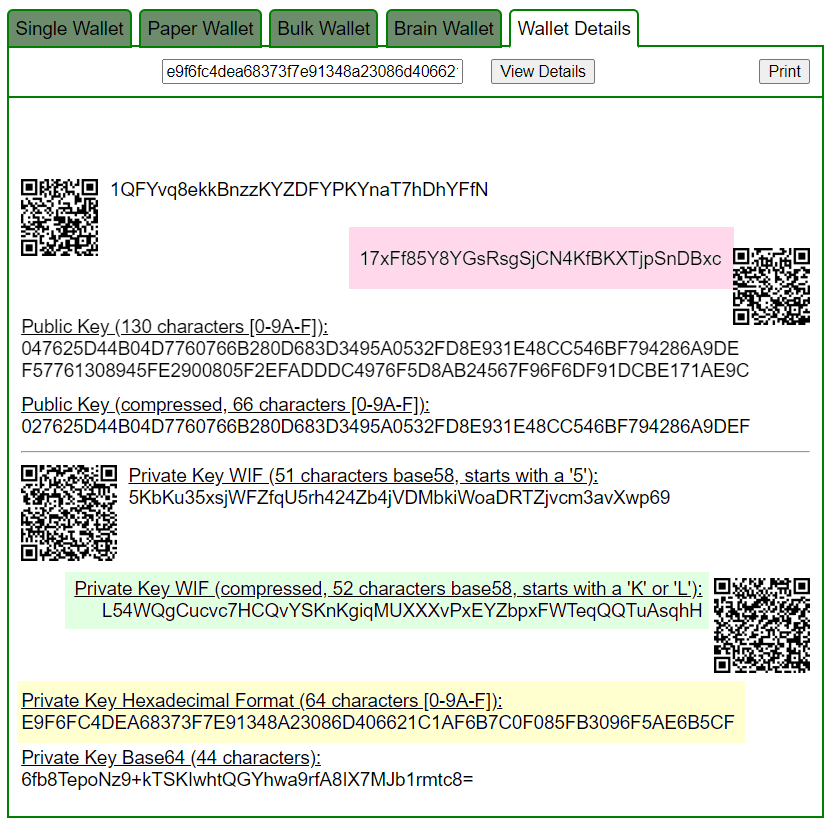 Single Wallet Paper Wallet Bulk Wallet Brain Wallet Wallet Details
e9f6fc4dea68373f7e91348a23086d406621 View Details Print
1QFYvq8ekkBnzzKYZDFYPKYnaT7hDhYFfN
17xFf85Y8YGsRsgSjCN4KfBKXTjpSnDBxc
Public Key (130 characters [0-9A-F]):
047625D44B04D7760766B280D683D3495A0532FD8E931E48CC546BF794286A9DE
F57761308945FE2900805F2EFADDDC4976F5D8AB24567F96F6DF91DCBE171AE9C
Public Key (compressed, 66 characters [0-9A-F]):
027625D44B04D7760766B280D683D3495A0532FD8E931E48CC546BF794286A9DEF
Private Key WIF (51 characters base58, starts with a '5'):
5KbKu35xsjWFZfqU5rh424Zb4jVDMbkiWoaDRTZjvcm3avXwp69
Private Key WIF (compressed, 52 characters base58, starts with a 'K' or 'L'):
L54WQgCucvc7HCQvYSKnKgiqMUXXXvPxEYZbpxFWTeqQQTuAsqhH
Private Key Hexadecimal Format (64 characters [0-9A-F]):
E9F6FC4DEA68373F7E91348A23086D406621C1AF6B7C0F085FB3096F5AE6B5CF
Private Key Base64 (44 characters):
6fb8TepoNz9+kTSKIwhtQGYhwa9rfA8IX7MJb1rmtc8=